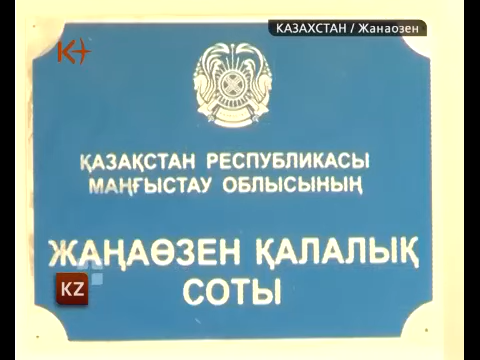 K+
КАЗАХСТАН / Жанаозен
ҚАЗАҚСТАН РЕСПУБЛИКАСЫ
МАҢҒЫСТАУ ОБЛЫСЫНЫҢ
ЖАҢАӨЗЕН ҚАЛАЛЫҚ
СОТЫ
KZ